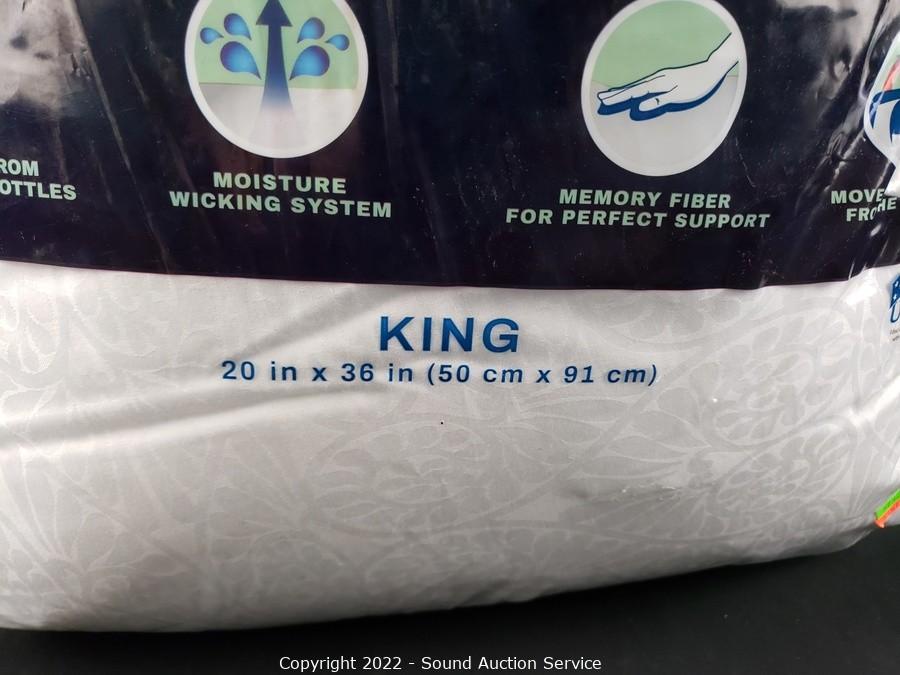 ROM
OTTLES
MOISTURE
WICKING SYSTEM
MEMORY FIBER
FOR PERFECT SUPPORT
MOVE
KING
20 in x 36 in (50 cm x 91 cm)
Copyright 2022 - Sound Auction Service